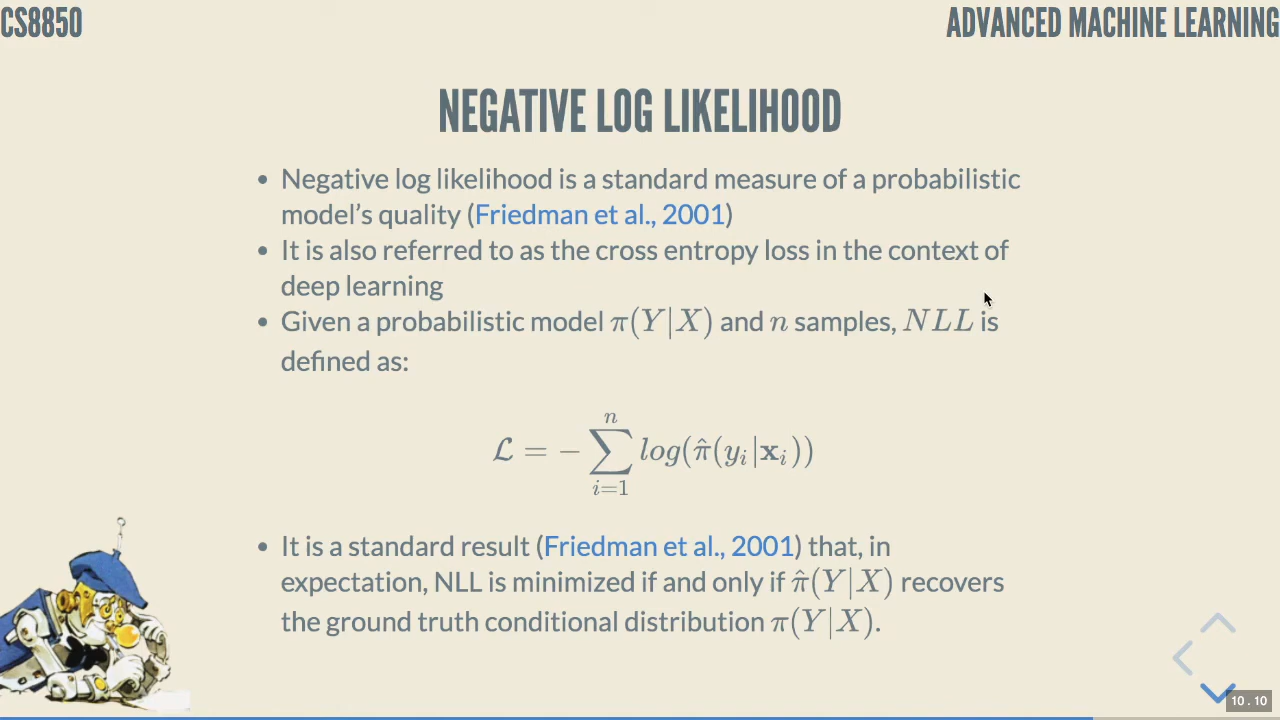 CS8850
ADVANCED MACHINE LEARNING
NEGATIVE LOG LIKELIHOOD
• Negative log likelihood is a standard measure of a probabilistic
model's quality (Friedman et al., 2001)
• It is also referred to as the cross entropy loss in the context of
deep learning
• Given a probabilistic model π(Y|X) and n samples, NLL is
defined as:
ℒ = − ∑_{i=1}^{n} log(π̂(y_i|𝐱_i))
• It is a standard result (Friedman et al., 2001) that, in
expectation, NLL is minimized if and only if π̂(Y|X) recovers
the ground truth conditional distribution π(Y|X).
10.10